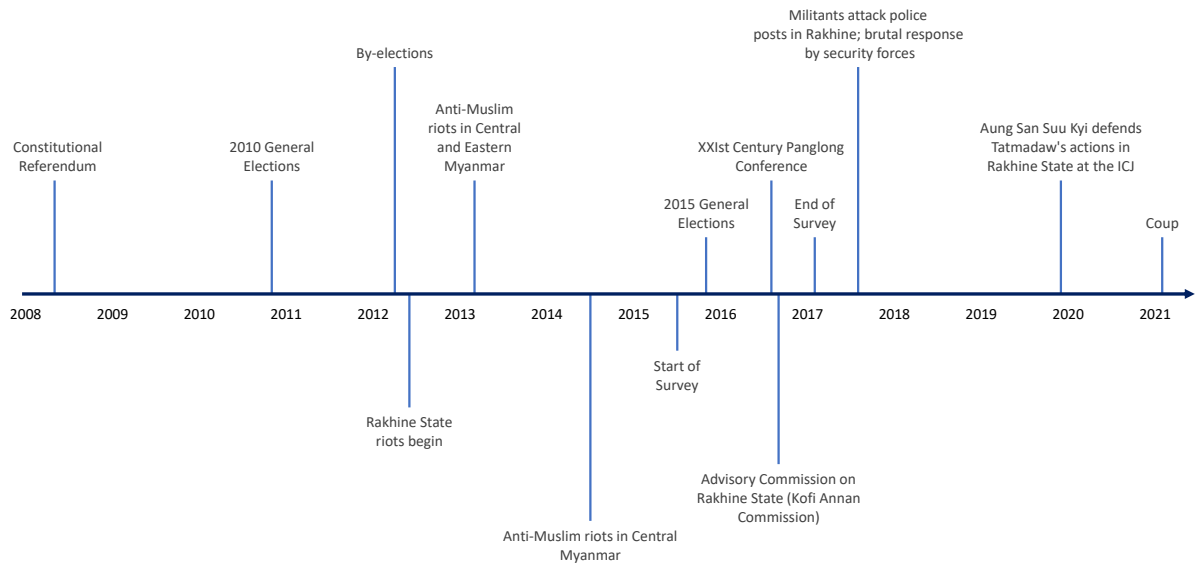 Militants attack police
posts in Rakhine; brutal response
by security forces
By-elections
Anti-Muslim
riots in Central
and Eastern
Myanmar
Constitutional
Referendum
2010 General
Elections
XXIst Century Panglong
Conference
Aung San Suu Kyi defends
Tatmadaw's actions in
Rakhine State at the ICJ
2015 General
Elections
End of
Survey
Coup
2008 2009 2010 2011 2012 2013 2014 2015 2016 2017 2018 2019 2020 2021
Start of
Survey
Rakhine State
riots begin
Advisory Commission on
Rakhine State (Kofi Annan
Commission)
Anti-Muslim riots in Central
Myanmar